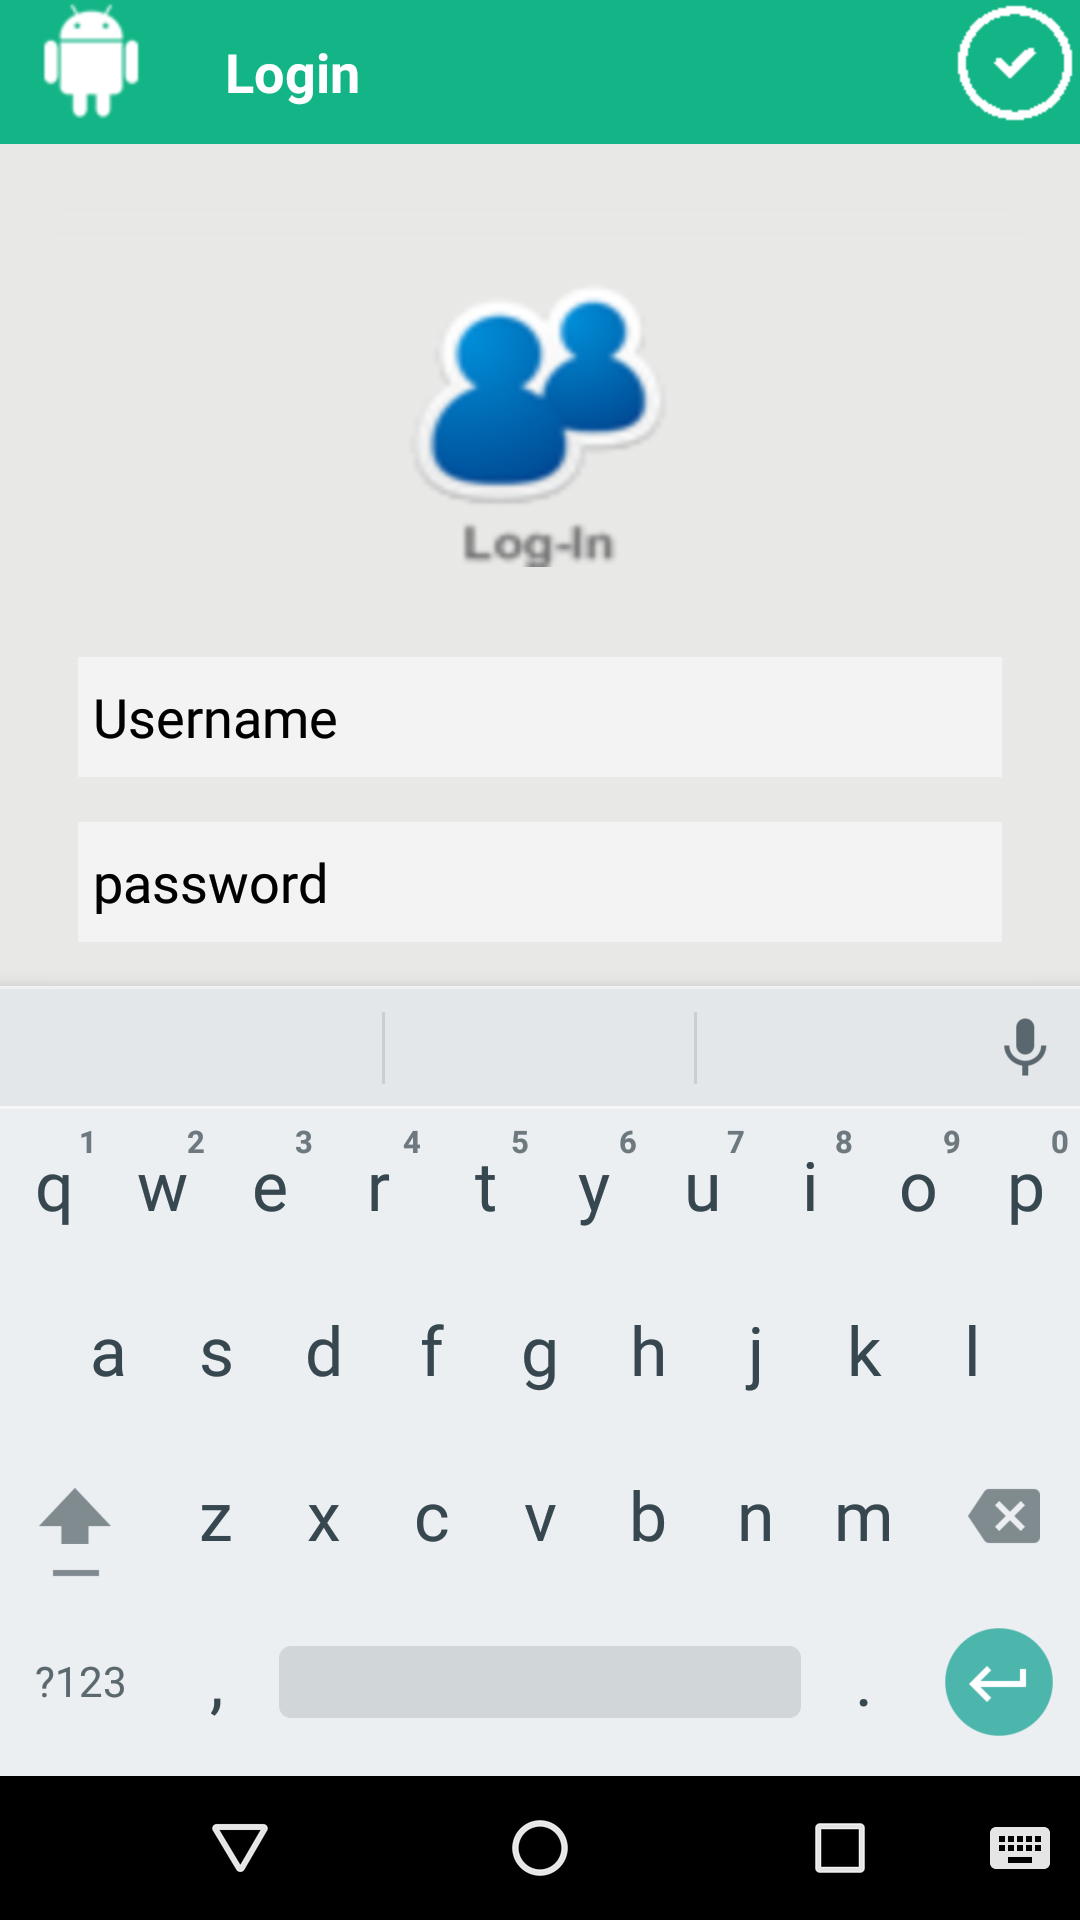 Login
Log-In
Username
password
1 2 3 4 5 6 7 8 9 0
q w e r t y u i o p
a s d f g h j k l
z x c v b n m
?123 , .